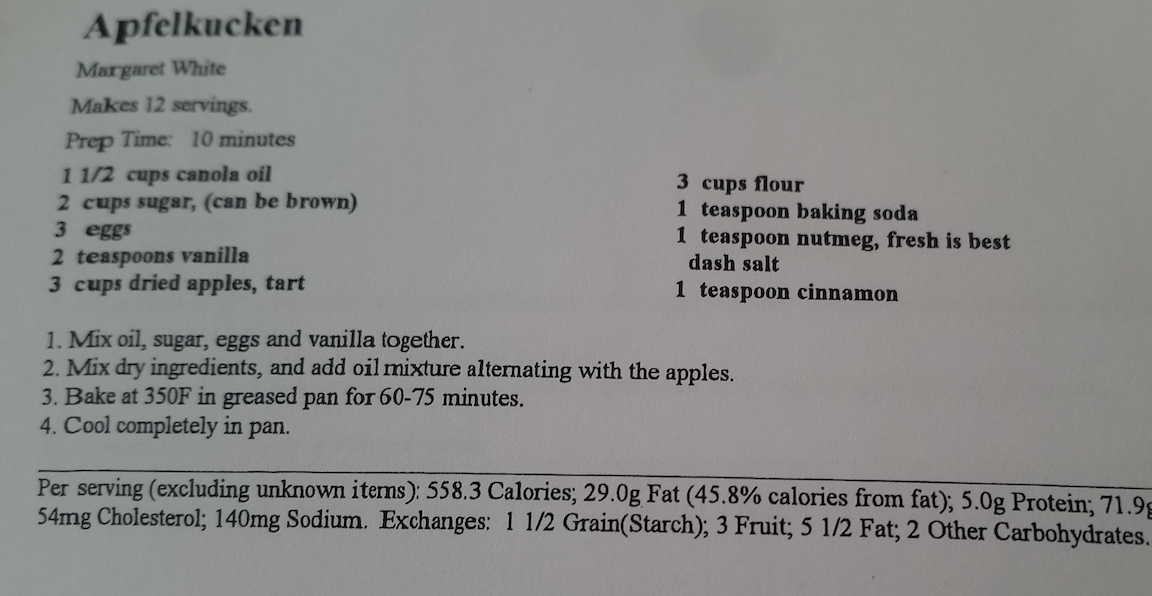 Apfelkucken
Margaret White
Makes 12 servings.
Prep Time: 10 minutes
1 1/2 cups canola oil
2 cups sugar, (can be brown)
3 eggs
2 teaspoons vanilla
3 cups dried apples, tart
3 cups flour
1 teaspoon baking soda
1 teaspoon nutmeg, fresh is best
dash salt
1 teaspoon cinnamon
1. Mix oil, sugar, eggs and vanilla together.
2. Mix dry ingredients, and add oil mixture alternating with the apples.
3. Bake at 350F in greased pan for 60-75 minutes.
4. Cool completely in pan.
Per serving (excluding unknown items): 558.3 Calories; 29.0g Fat (45.8% calories from fat); 5.0g Protein; 71.9g
54mg Cholesterol; 140mg Sodium. Exchanges: 1 1/2 Grain(Starch); 3 Fruit; 5 1/2 Fat; 2 Other Carbohydrates.